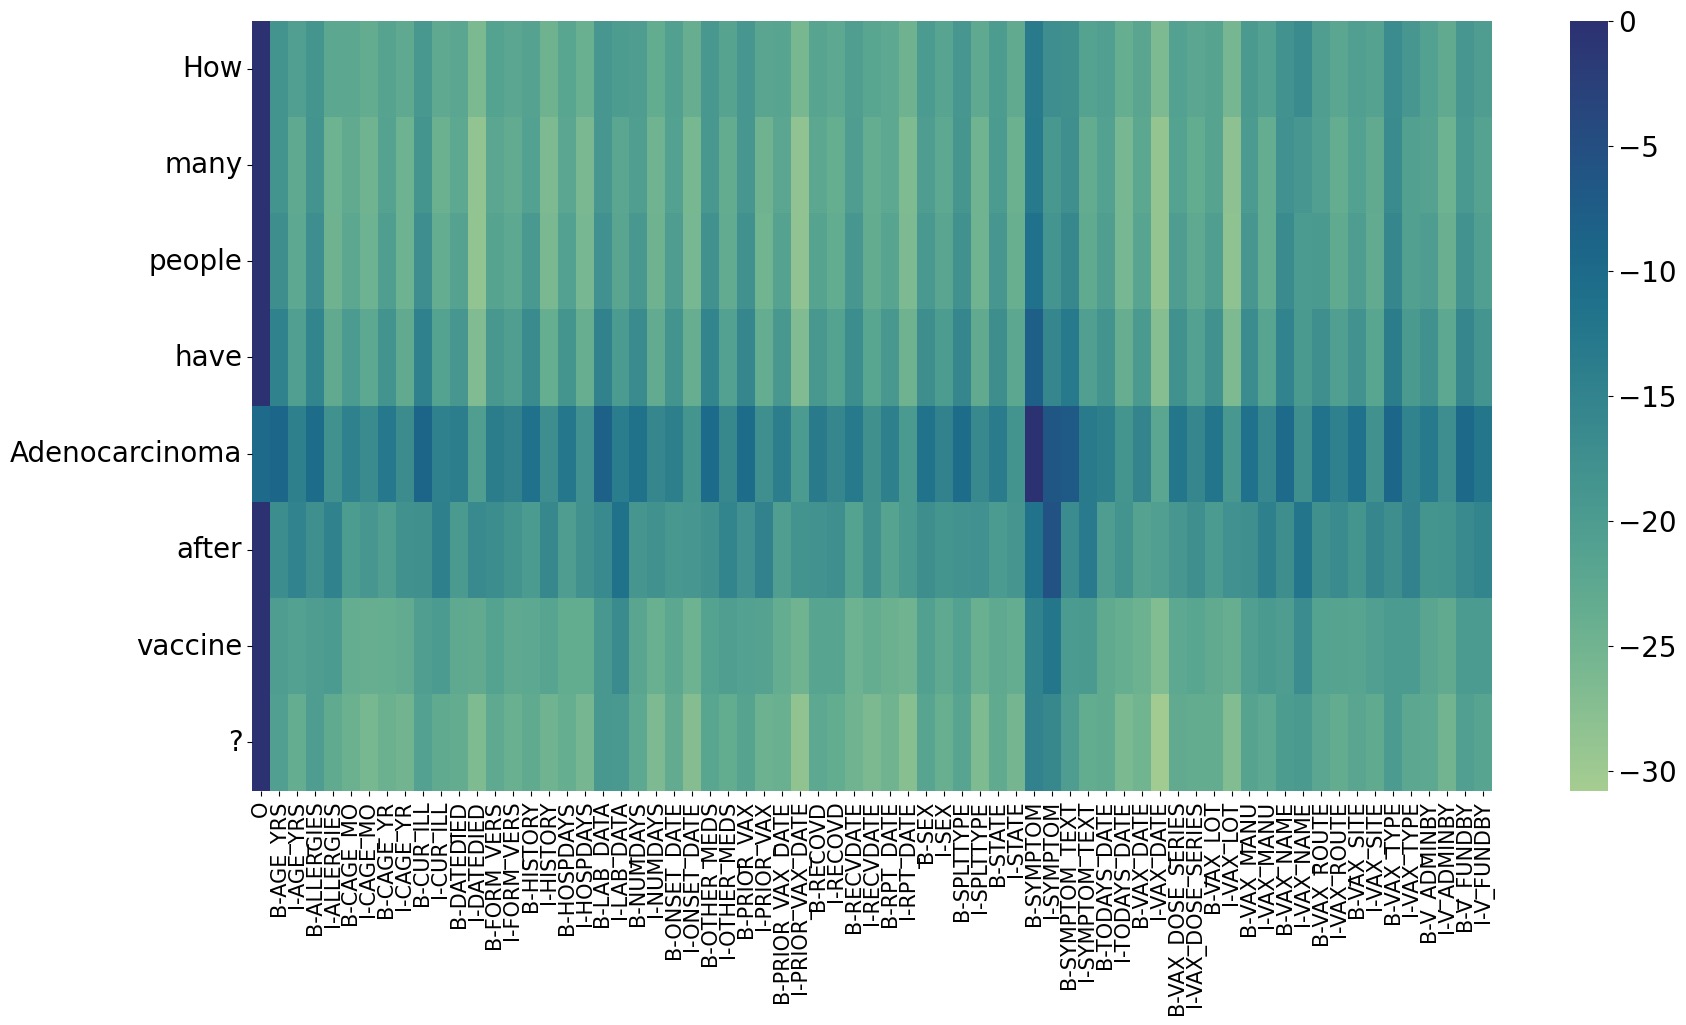 How
many
people
have
Adenocarcinoma
after
vaccine
?
O
B-AGE_YRS
I-AGE_YRS
B-ALLERGIES
I-ALLERGIES
B-CAGE_MO
I-CAGE_MO
B-CAGE_YR
I-CAGE_YR
B-CUR_ILL
I-CUR_ILL
B-DATEDIED
I-DATEDIED
B-FORM_VERS
I-FORM_VERS
B-HISTORY
I-HISTORY
B-HOSPDAYS
I-HOSPDAYS
B-LAB_DATA
I-LAB_DATA
B-NUMDAYS
I-NUMDAYS
B-ONSET_DATE
I-ONSET_DATE
B-OTHER_MEDS
I-OTHER_MEDS
B-PRIOR_VAX
I-PRIOR_VAX
B-PRIOR_VAX_DATE
I-PRIOR_VAX_DATE
B-RECOVD
I-RECOVD
B-RECVDATE
I-RECVDATE
B-RPT_DATE
I-RPT_DATE
B-SEX
I-SEX
B-SPLITYPE
I-SPLITYPE
B-STATE
I-STATE
B-SYMPTOM
I-SYMPTOM
B-SYMPTOM_TEXT
I-SYMPTOM_TEXT
B-TODAYS_DATE
I-TODAYS_DATE
B-VAX_DATE
I-VAX_DATE
B-VAX_DOSE_SERIES
I-VAX_DOSE_SERIES
B-VAX_LOT
I-VAX_LOT
B-VAX_MANU
I-VAX_MANU
B-VAX_NAME
I-VAX_NAME
B-VAX_ROUTE
I-VAX_ROUTE
B-VAX_SITE
I-VAX_SITE
B-VAX_TYPE
I-VAX_TYPE
B-V_ADMINBY
I-V_ADMINBY
B-V_FUNDBY
I-V_FUNDBY
0
−5
−10
−15
−20
−25
−30